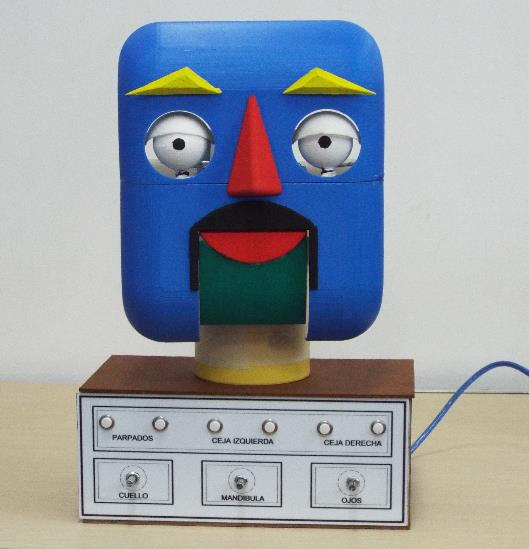 PARPADOS CEJA IZQUIERDA CEJA DERECHA
CUELLO MANDIBULA OJOS